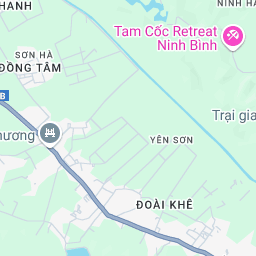 HANH
NINH HẢ
Tam Cốc Retreat
Ninh Bình
SƠN HÀ
ĐỒNG TÂM
Trại gia
B
hương
YÊN SƠN
ĐOÀI KHÊ